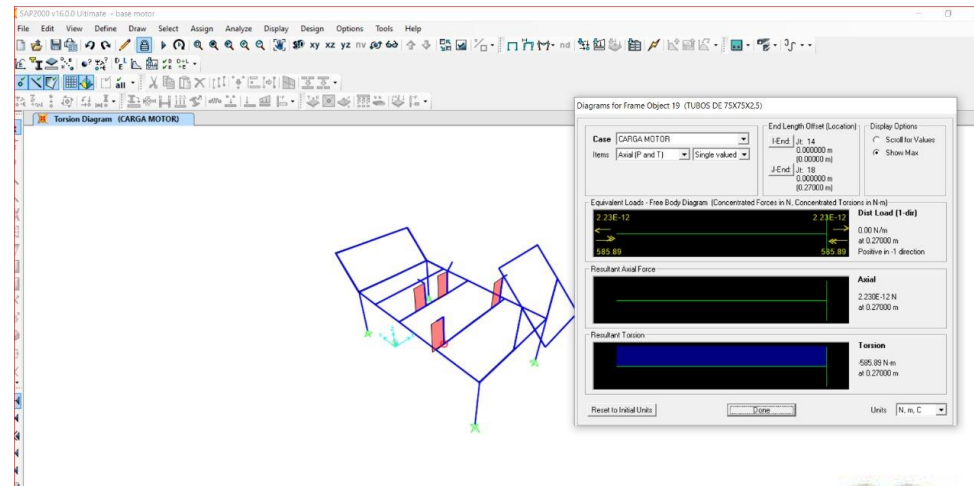 SAP2000 v16.0.0 Ultimate - base motor
File Edit View Define Draw Select Assign Analyze Display Design Options Tools Help
xy xz yz nv
nd
all
Torsion Diagram (CARGA MOTOR)
Diagrams for Frame Object 19 (TUBOS DE 75X75X2,5)
Case CARGA MOTOR
Items Axial (P and T) Single valued
End Length Offset (Location)
I-End: Jt: 14
0.000000 m
(0.00000 m)
J-End: Jt: 18
0.000000 m
(0.27000 m)
Display Options
Scroll for Values
Show Max
Equivalent Loads - Free Body Diagram (Concentrated Forces in N, Concentrated Torsions in N-m)
2.23E-12 2.23E-12
585.89 585.89
Dist Load (1-dir)
0.00 N/m
at 0.27000 m
Positive in -1 direction
Resultant Axial Force
Axial
2.230E-12 N
at 0.27000 m
Resultant Torsion
Torsion
-585.89 N-m
at 0.27000 m
Reset to Initial Units Done Units N, m, C